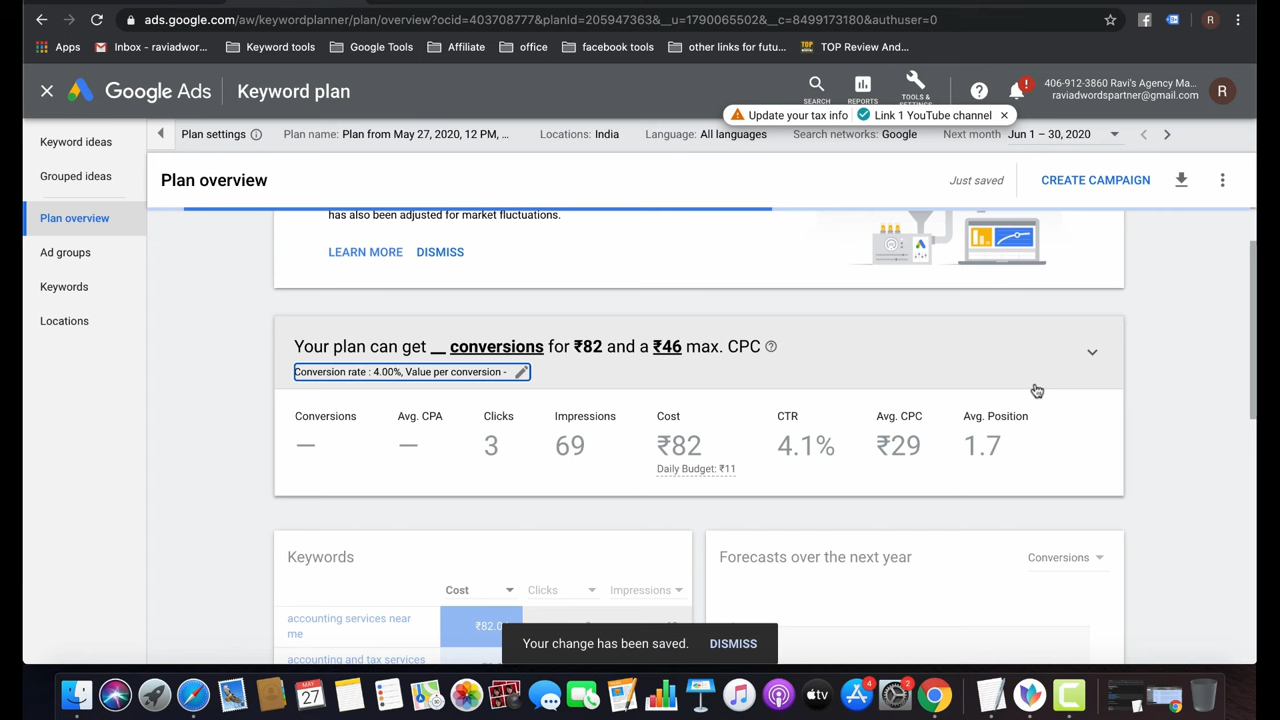 ads.google.com/aw/keywordplanner/plan/overview?ocid=403708777&planId=205947363&__u=1790065502&__c=8499173180&authuser=0
R
Apps Inbox - raviadwor... Keyword tools Google Tools Affiliate office facebook tools other links for futu... TOP Review And...
Google Ads Keyword plan
SEARCH REPORTS TOOLS &
406-912-3860 Ravi's Agency Ma...
raviadwordspartner@gmail.com
R
Update your tax info Link 1 YouTube channel
Plan settings Plan name: Plan from May 27, 2020, 12 PM, ... Locations: India Language: All languages Search networks: Google Next month Jun 1 – 30, 2020
Keyword ideas
Grouped ideas
Plan overview
Ad groups
Keywords
Locations
Plan overview Just saved CREATE CAMPAIGN
has also been adjusted for market fluctuations.
LEARN MORE DISMISS
Your plan can get __ conversions for ₹82 and a ₹46 max. CPC
Conversion rate : 4.00%, Value per conversion -
Conversions Avg. CPA Clicks Impressions Cost CTR Avg. CPC Avg. Position
— — 3 69 ₹82 4.1% ₹29 1.7
Daily Budget: ₹11
Keywords
Cost Clicks Impressions
accounting services near
me
₹82.0
accounting and tax services
Forecasts over the next year Conversions
Your change has been saved. DISMISS
MAY
27
4
2
tv